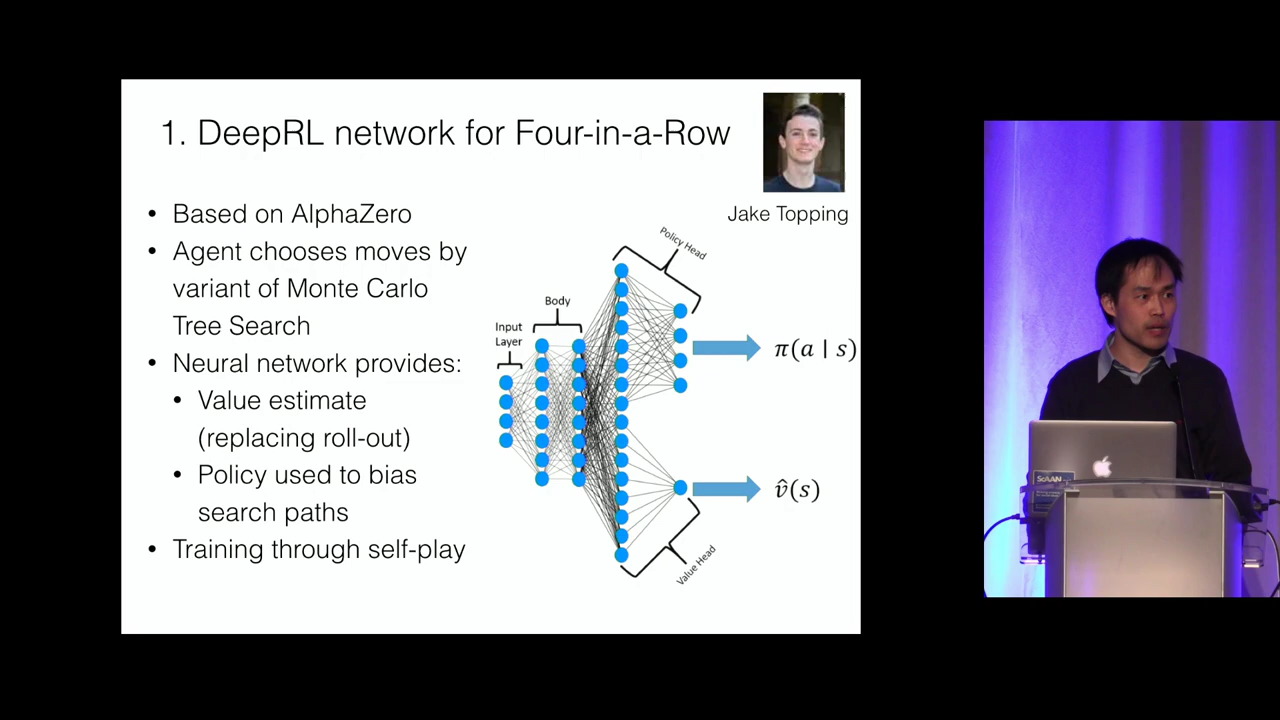 1. DeepRL network for Four-in-a-Row
Jake Topping
• Based on AlphaZero
• Agent chooses moves by
variant of Monte Carlo
Tree Search
• Neural network provides:
• Value estimate
(replacing roll-out)
• Policy used to bias
search paths
• Training through self-play
Input
Layer
Body
Policy Head
π(a | s)
v̂(s)
Value Head